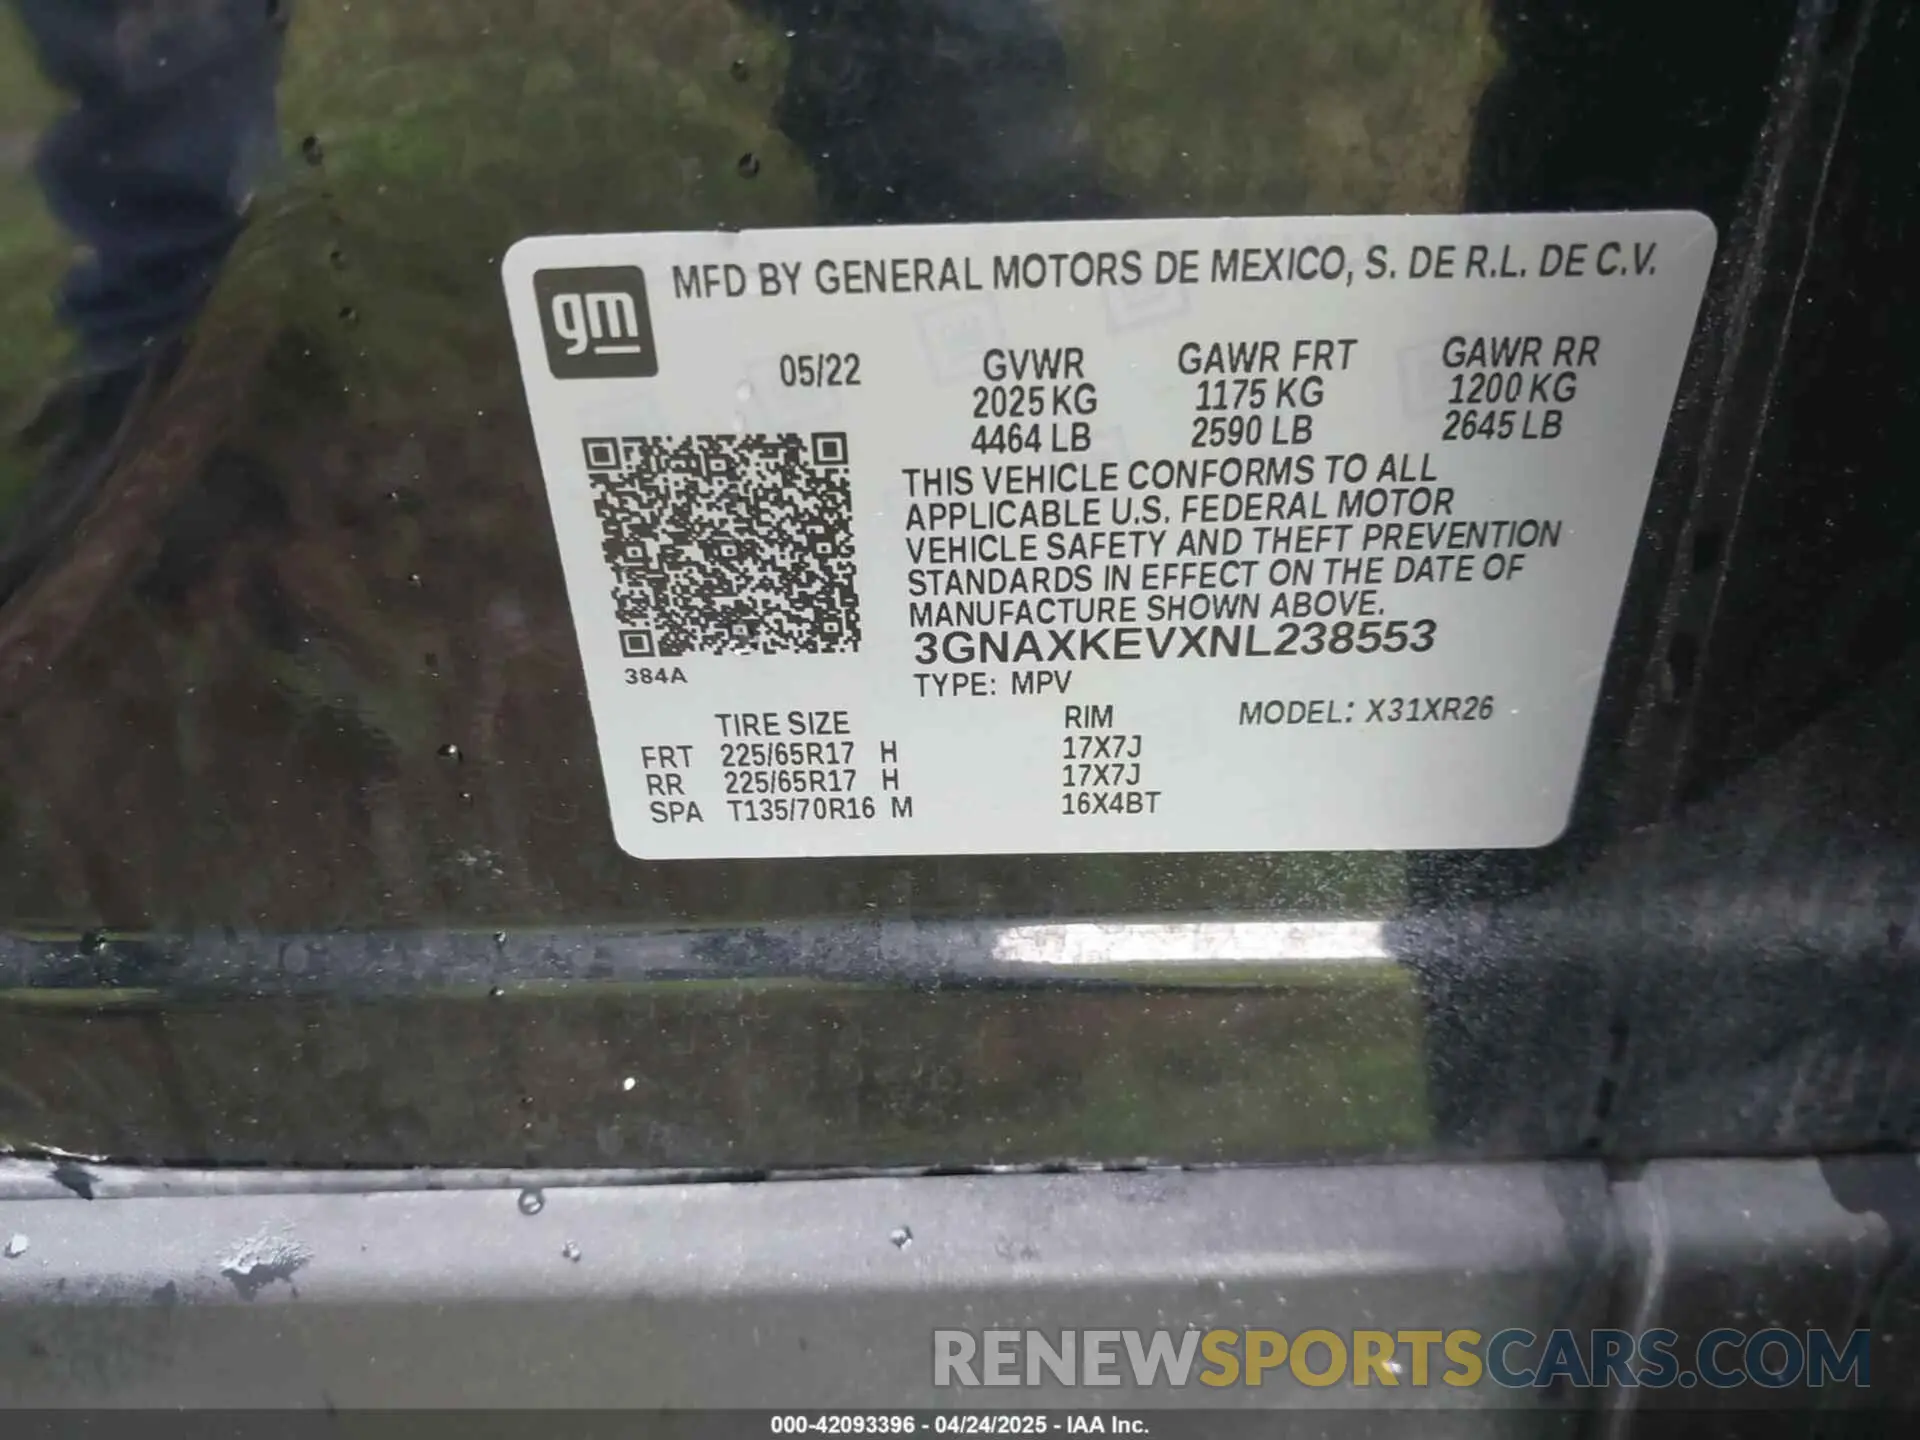 gm
MFD BY GENERAL MOTORS DE MEXICO, S. DE R.L. DE C.V.
05/22 GVWR GAWR FRT GAWR RR
2025 KG 1175 KG 1200 KG
4464 LB 2590 LB 2645 LB
THIS VEHICLE CONFORMS TO ALL
APPLICABLE U.S. FEDERAL MOTOR
VEHICLE SAFETY AND THEFT PREVENTION
STANDARDS IN EFFECT ON THE DATE OF
MANUFACTURE SHOWN ABOVE.
3GNAXKEVXNL238553
384A
TYPE: MPV
TIRE SIZE RIM MODEL: X31XR26
FRT 225/65R17 H 17X7J
RR 225/65R17 H 17X7J
SPA T135/70R16 M 16X4BT
RENEWSPORTSCARS.COM
000-42093396 - 04/24/2025 - IAA Inc.